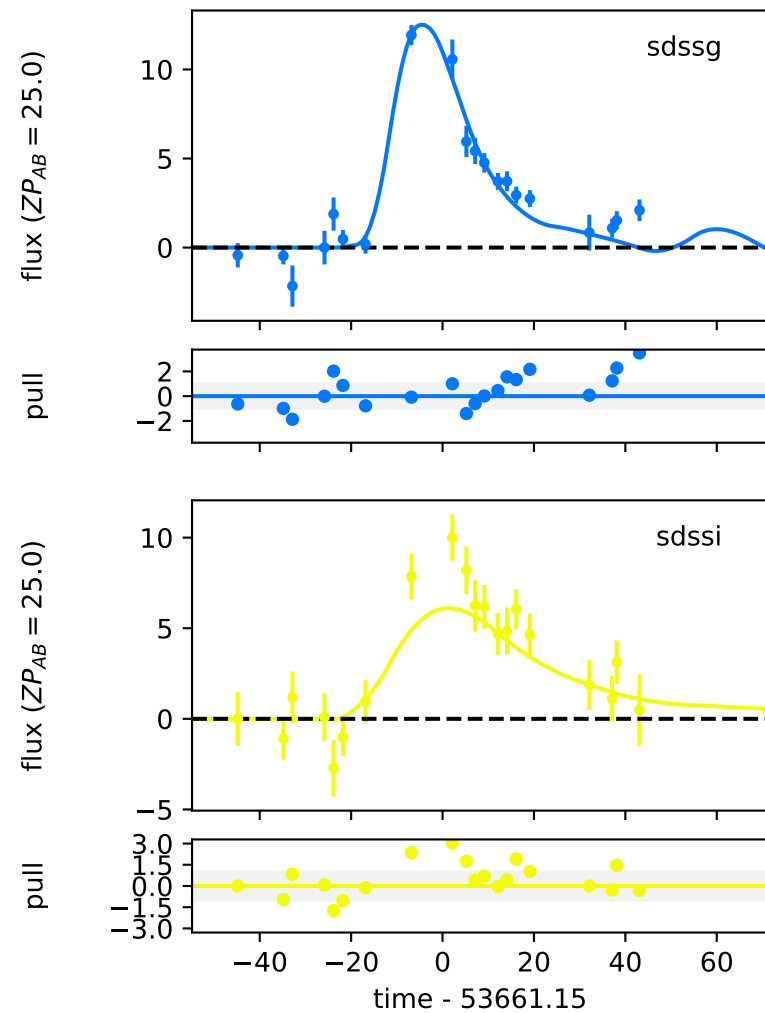 sdssg
flux (ZP_AB = 25.0)
10
5
0
pull
2
0
−2
sdssi
flux (ZP_AB = 25.0)
10
5
0
−5
pull
3.0
1.5
0.0
−1.5
−3.0
−40 −20 0 20 40 60
time - 53661.15